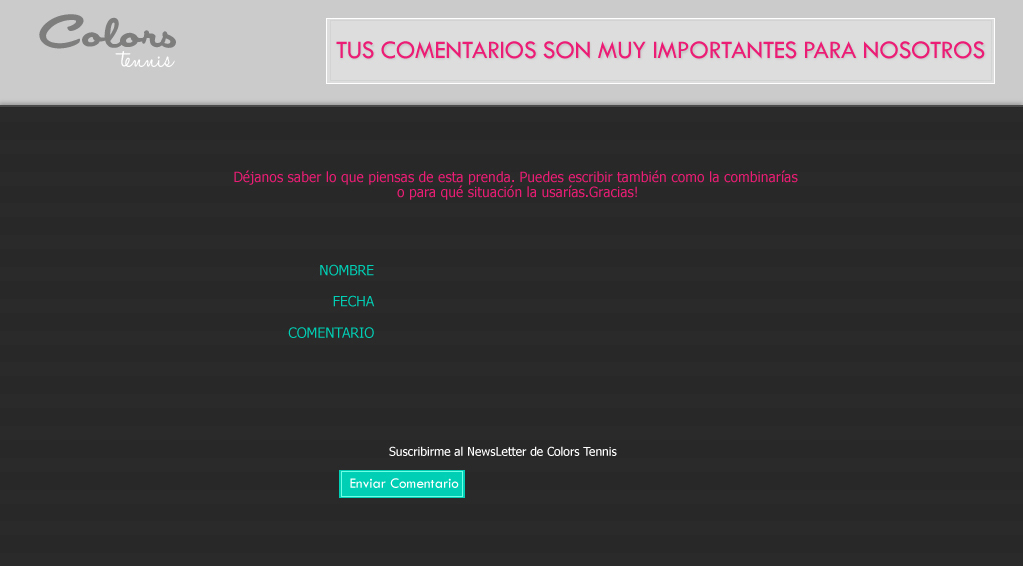 Colors
tennis
TUS COMENTARIOS SON MUY IMPORTANTES PARA NOSOTROS
Déjanos saber lo que piensas de esta prenda. Puedes escribir también como la combinarías
o para qué situación la usarías.Gracias!
NOMBRE
FECHA
COMENTARIO
Suscribirme al NewsLetter de Colors Tennis
Enviar Comentario